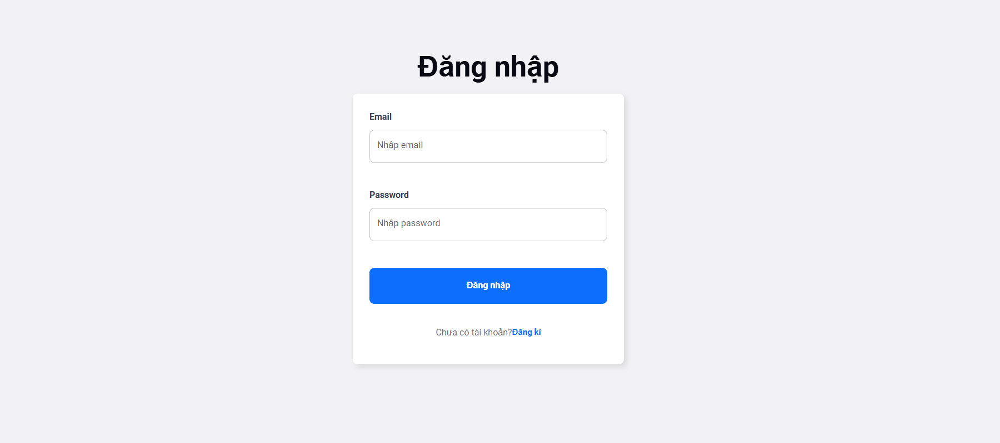 Đăng nhập
Email
Nhập email
Password
Nhập password
Đăng nhập
Chưa có tài khoản?Đăng kí